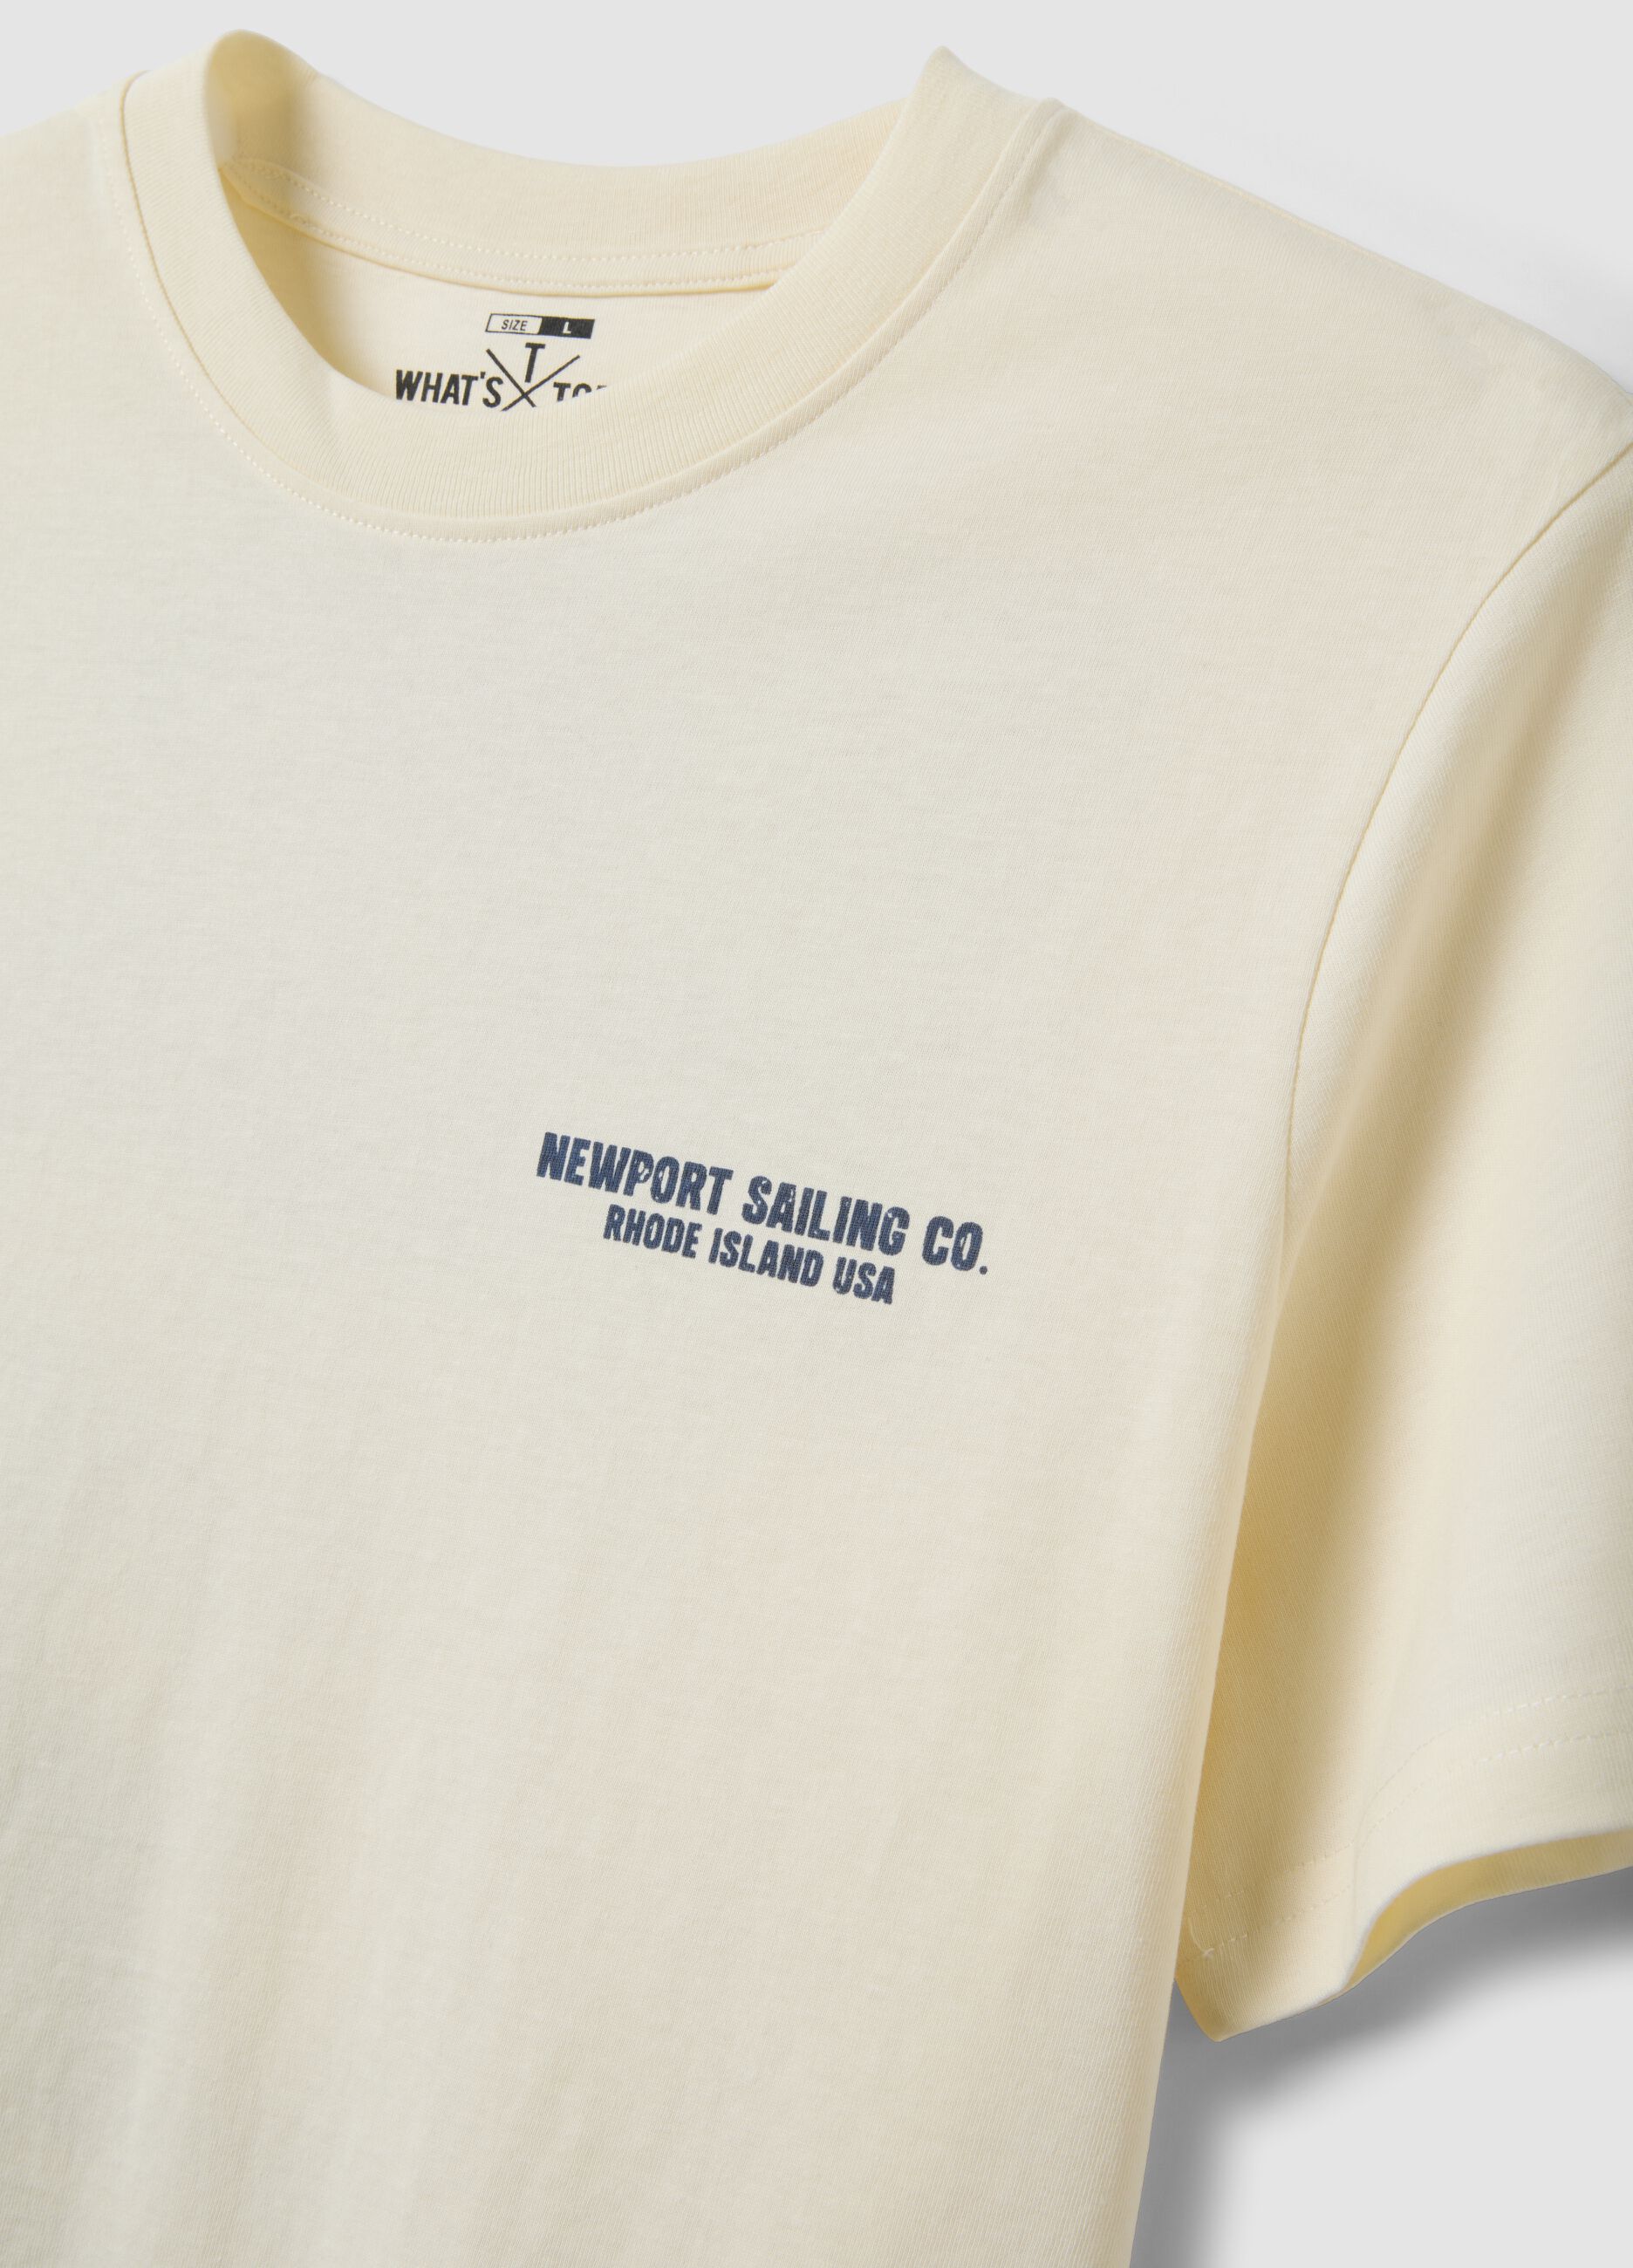 SIZE L
T
WHAT'S
NEWPORT SAILING CO.
RHODE ISLAND USA